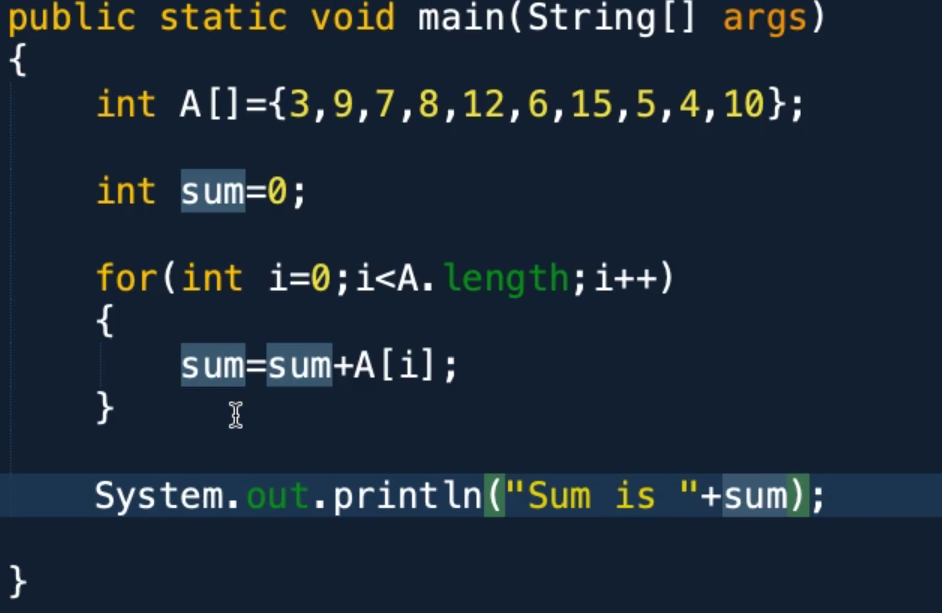 public static void main(String[] args)
{
int A[]={3,9,7,8,12,6,15,5,4,10};
int sum=0;
for(int i=0;i<A.length;i++)
{
sum=sum+A[i];
}
System.out.println("Sum is "+sum);
}